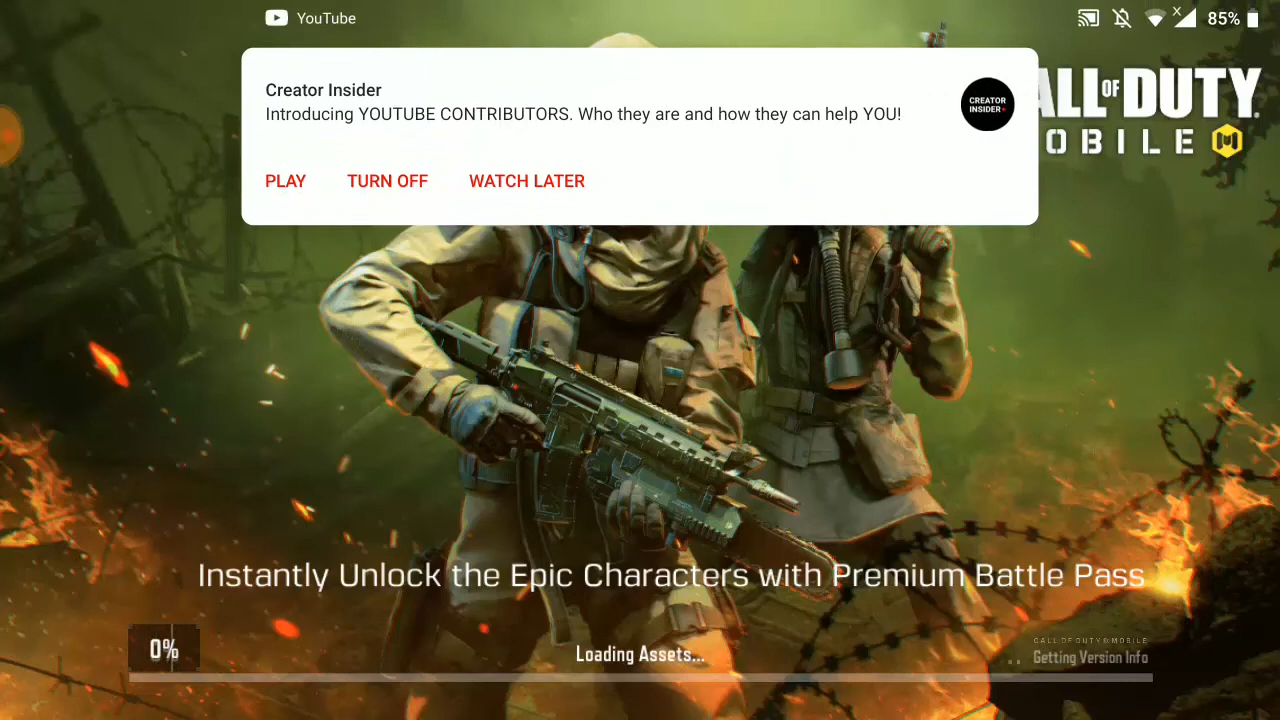 YouTube
85%
Creator Insider
Introducing YOUTUBE CONTRIBUTORS. Who they are and how they can help YOU!
CREATOR
INSIDER
PLAY TURN OFF WATCH LATER
ALL OF DUTY
OBILE
Instantly Unlock the Epic Characters with Premium Battle Pass
0%
Loading Assets...
CALL OF DUTY MOBILE
.. Getting Version Info